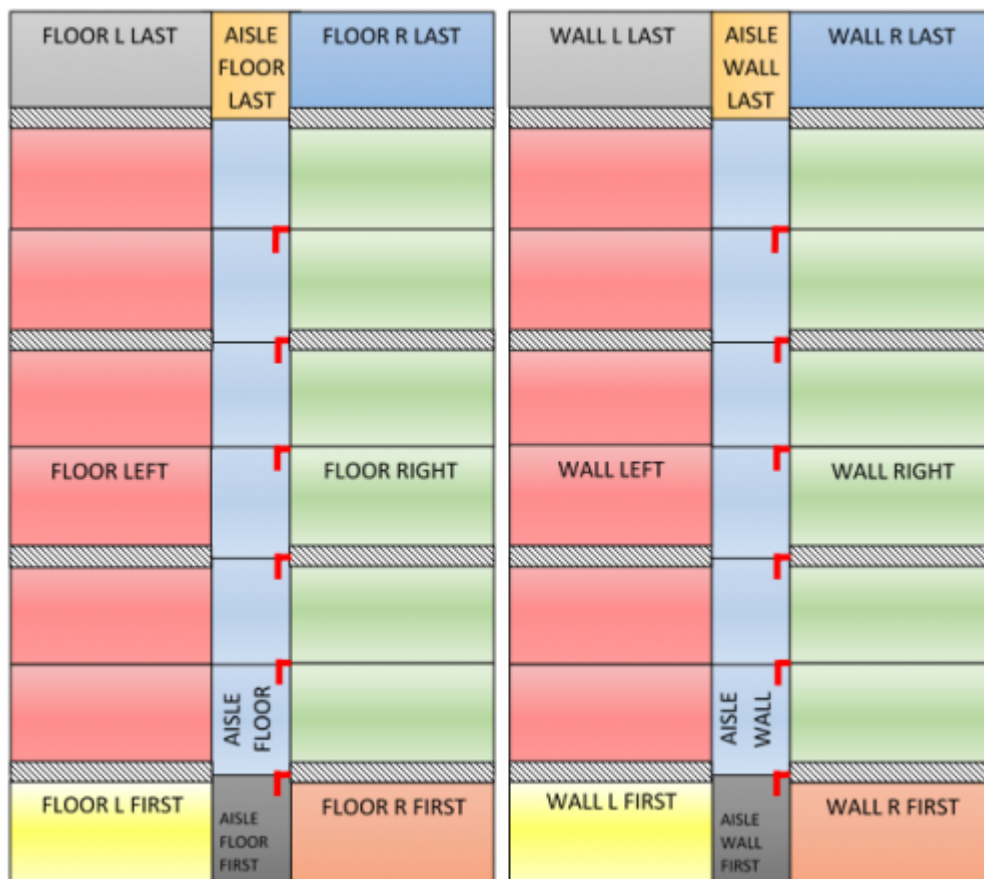 FLOOR L LAST
AISLE
FLOOR
LAST
FLOOR R LAST
WALL L LAST
AISLE
WALL
LAST
WALL R LAST
FLOOR LEFT
FLOOR RIGHT
WALL LEFT
WALL RIGHT
AISLE
FLOOR
AISLE
WALL
FLOOR L FIRST
AISLE
FLOOR
FIRST
FLOOR R FIRST
WALL L FIRST
AISLE
WALL
FIRST
WALL R FIRST